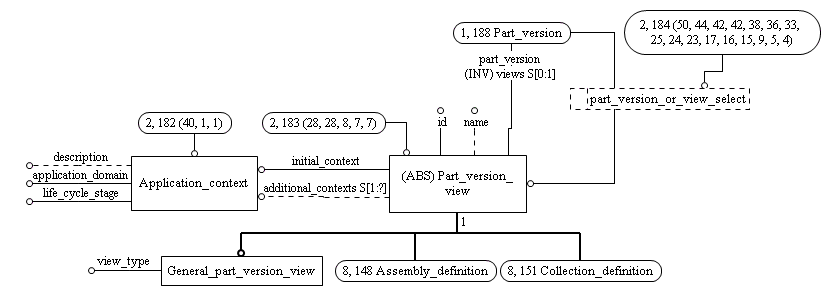 2, 184 (50, 44, 42, 42, 38, 36, 33,
25, 24, 23, 17, 16, 15, 9, 5, 4)
1, 188 Part_version
part_version
(INV) views S[0:1]
part_version_or_view_select
2, 182 (40, 1, 1)
2, 183 (28, 28, 8, 7, 7)
id
name
description
application_domain
life_cycle_stage
Application_context
initial_context
additional_contexts S[1:?]
(ABS) Part_version_
view
1
view_type
General_part_version_view
8, 148 Assembly_definition
8, 151 Collection_definition